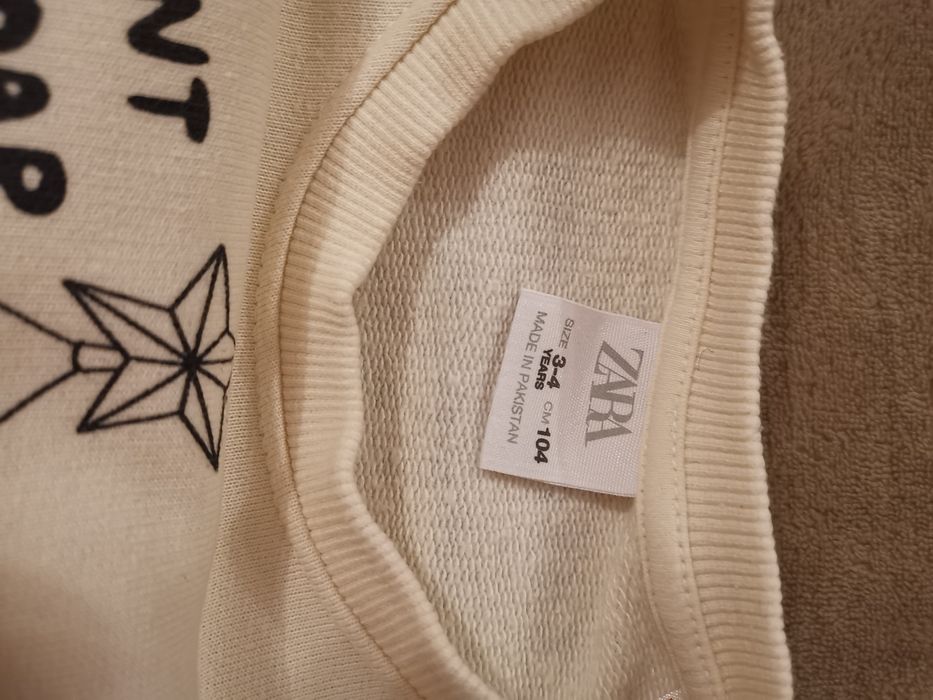 NT
ZARA
SIZE 3-4 CM 104
YEARS
MADE IN PAKISTAN